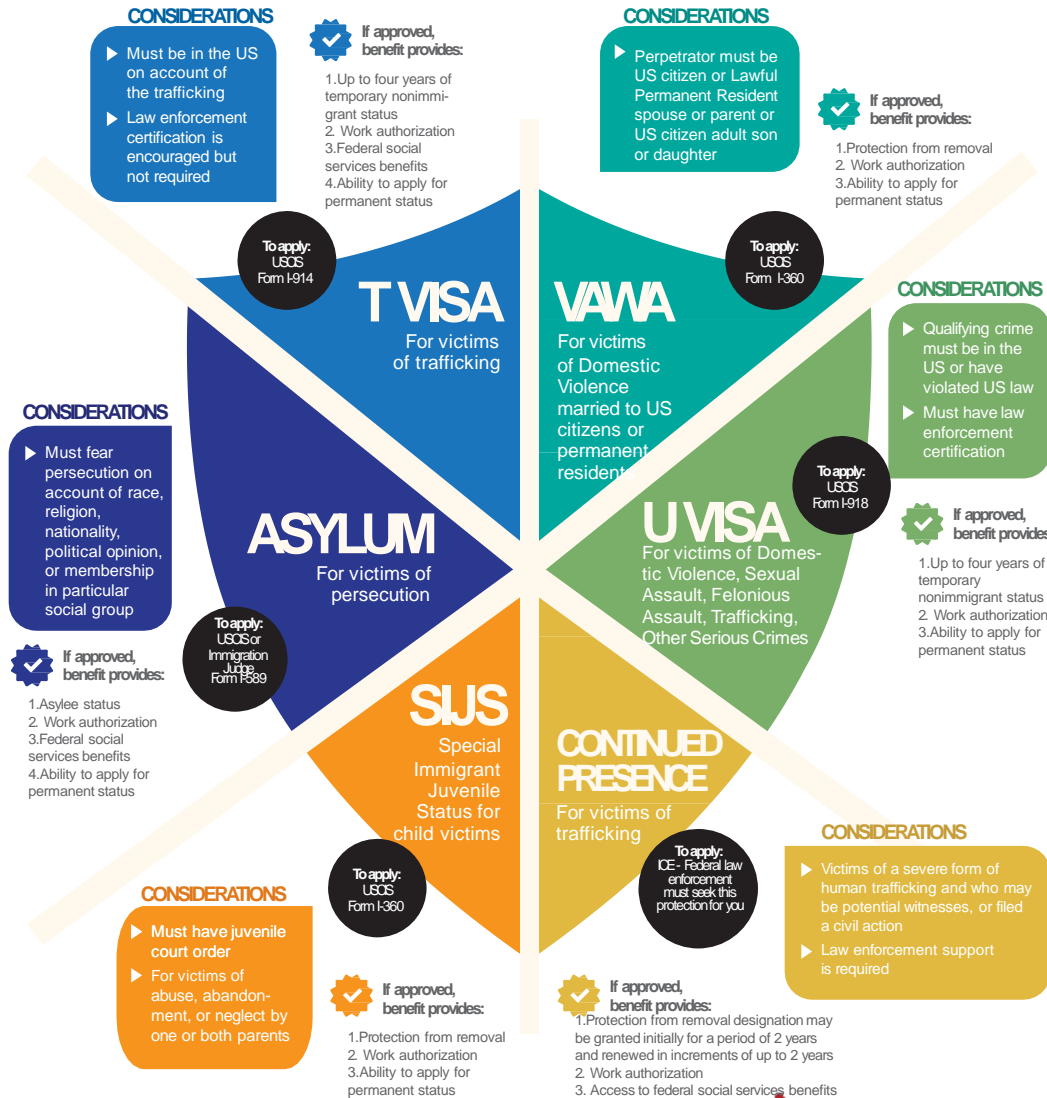 CONSIDERATIONS
Must be in the US
on account of
the trafficking
Law enforcement
certification is
encouraged but
not required
If approved,
benefit provides:
1.Up to four years of
temporary nonimmi-
grant status
2. Work authorization
3.Federal social
services benefits
4.Ability to apply for
permanent status
To apply:
USCIS
Form I-914
T VISA
For victims
of trafficking
CONSIDERATIONS
Perpetrator must be
US citizen or Lawful
Permanent Resident
spouse or parent or
US citizen adult son
or daughter
If approved,
benefit provides:
1.Protection from removal
2. Work authorization
3.Ability to apply for
permanent status
To apply:
USCIS
Form I-360
VAWA
For victims
of Domestic
Violence
married to US
citizens or
permanent
residents
CONSIDERATIONS
Qualifying crime
must be in the
US or have
violated US law
Must have law
enforcement
certification
To apply:
USCIS
Form I-918
If approved,
benefit provides
1.Up to four years of
temporary
nonimmigrant status
2. Work authorization
3.Ability to apply for
permanent status
U VISA
For victims of Domes-
tic Violence, Sexual
Assault, Felonious
Assault, Trafficking,
Other Serious Crimes
CONSIDERATIONS
Must fear
persecution on
account of race,
religion,
nationality,
political opinion,
or membership
in particular
social group
ASYLUM
For victims of
persecution
To apply:
USCIS or
Immigration
Judge
Form I-589
If approved,
benefit provides:
1.Asylee status
2. Work authorization
3.Federal social
services benefits
4.Ability to apply for
permanent status
SIJS
Special
Immigrant
Juvenile
Status for
child victims
To apply:
USCIS
Form I-360
CONSIDERATIONS
Must have juvenile
court order
For victims of
abuse, abandon-
ment, or neglect by
one or both parents
If approved,
benefit provides:
1.Protection from removal
2. Work authorization
3.Ability to apply for
permanent status
CONTINUED
PRESENCE
For victims of
trafficking
To apply:
ICE - Federal law
enforcement
must seek this
protection for you
CONSIDERATIONS
Victims of a severe form of
human trafficking and who may
be potential witnesses, or filed
a civil action
Law enforcement support
is required
If approved,
benefit provides:
1.Protection from removal designation may
be granted initially for a period of 2 years
and renewed in increments of up to 2 years
2. Work authorization
3. Access to federal social services benefits